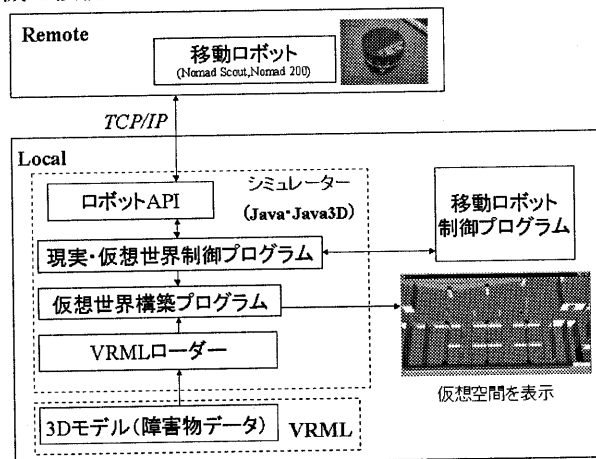 Remote
移動ロボット
(Nomad Scout,Nomad 200)
TCP/IP
Local
シミュレーター
(Java・Java3D)
ロボットAPI
移動ロボット
制御プログラム
現実・仮想世界制御プログラム
仮想世界構築プログラム
VRMLローダー
仮想空間を表示
3Dモデル(障害物データ)
VRML